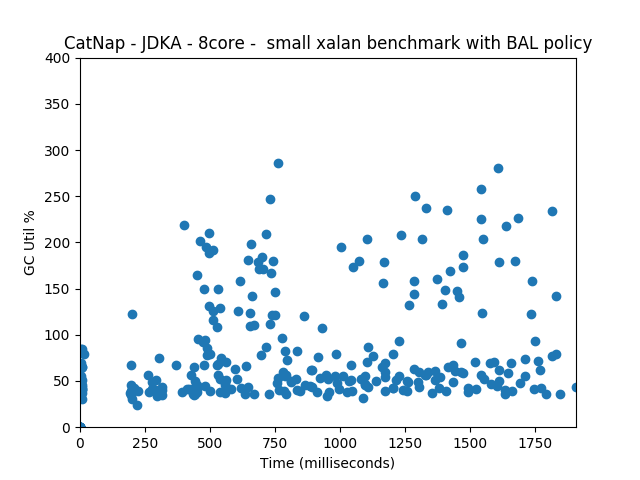 CatNap - JDKA - 8core -  small xalan benchmark with BAL policy
400
350
300
250
200
150
100
50
0
GC Util %
0 250 500 750 1000 1250 1500 1750
Time (milliseconds)